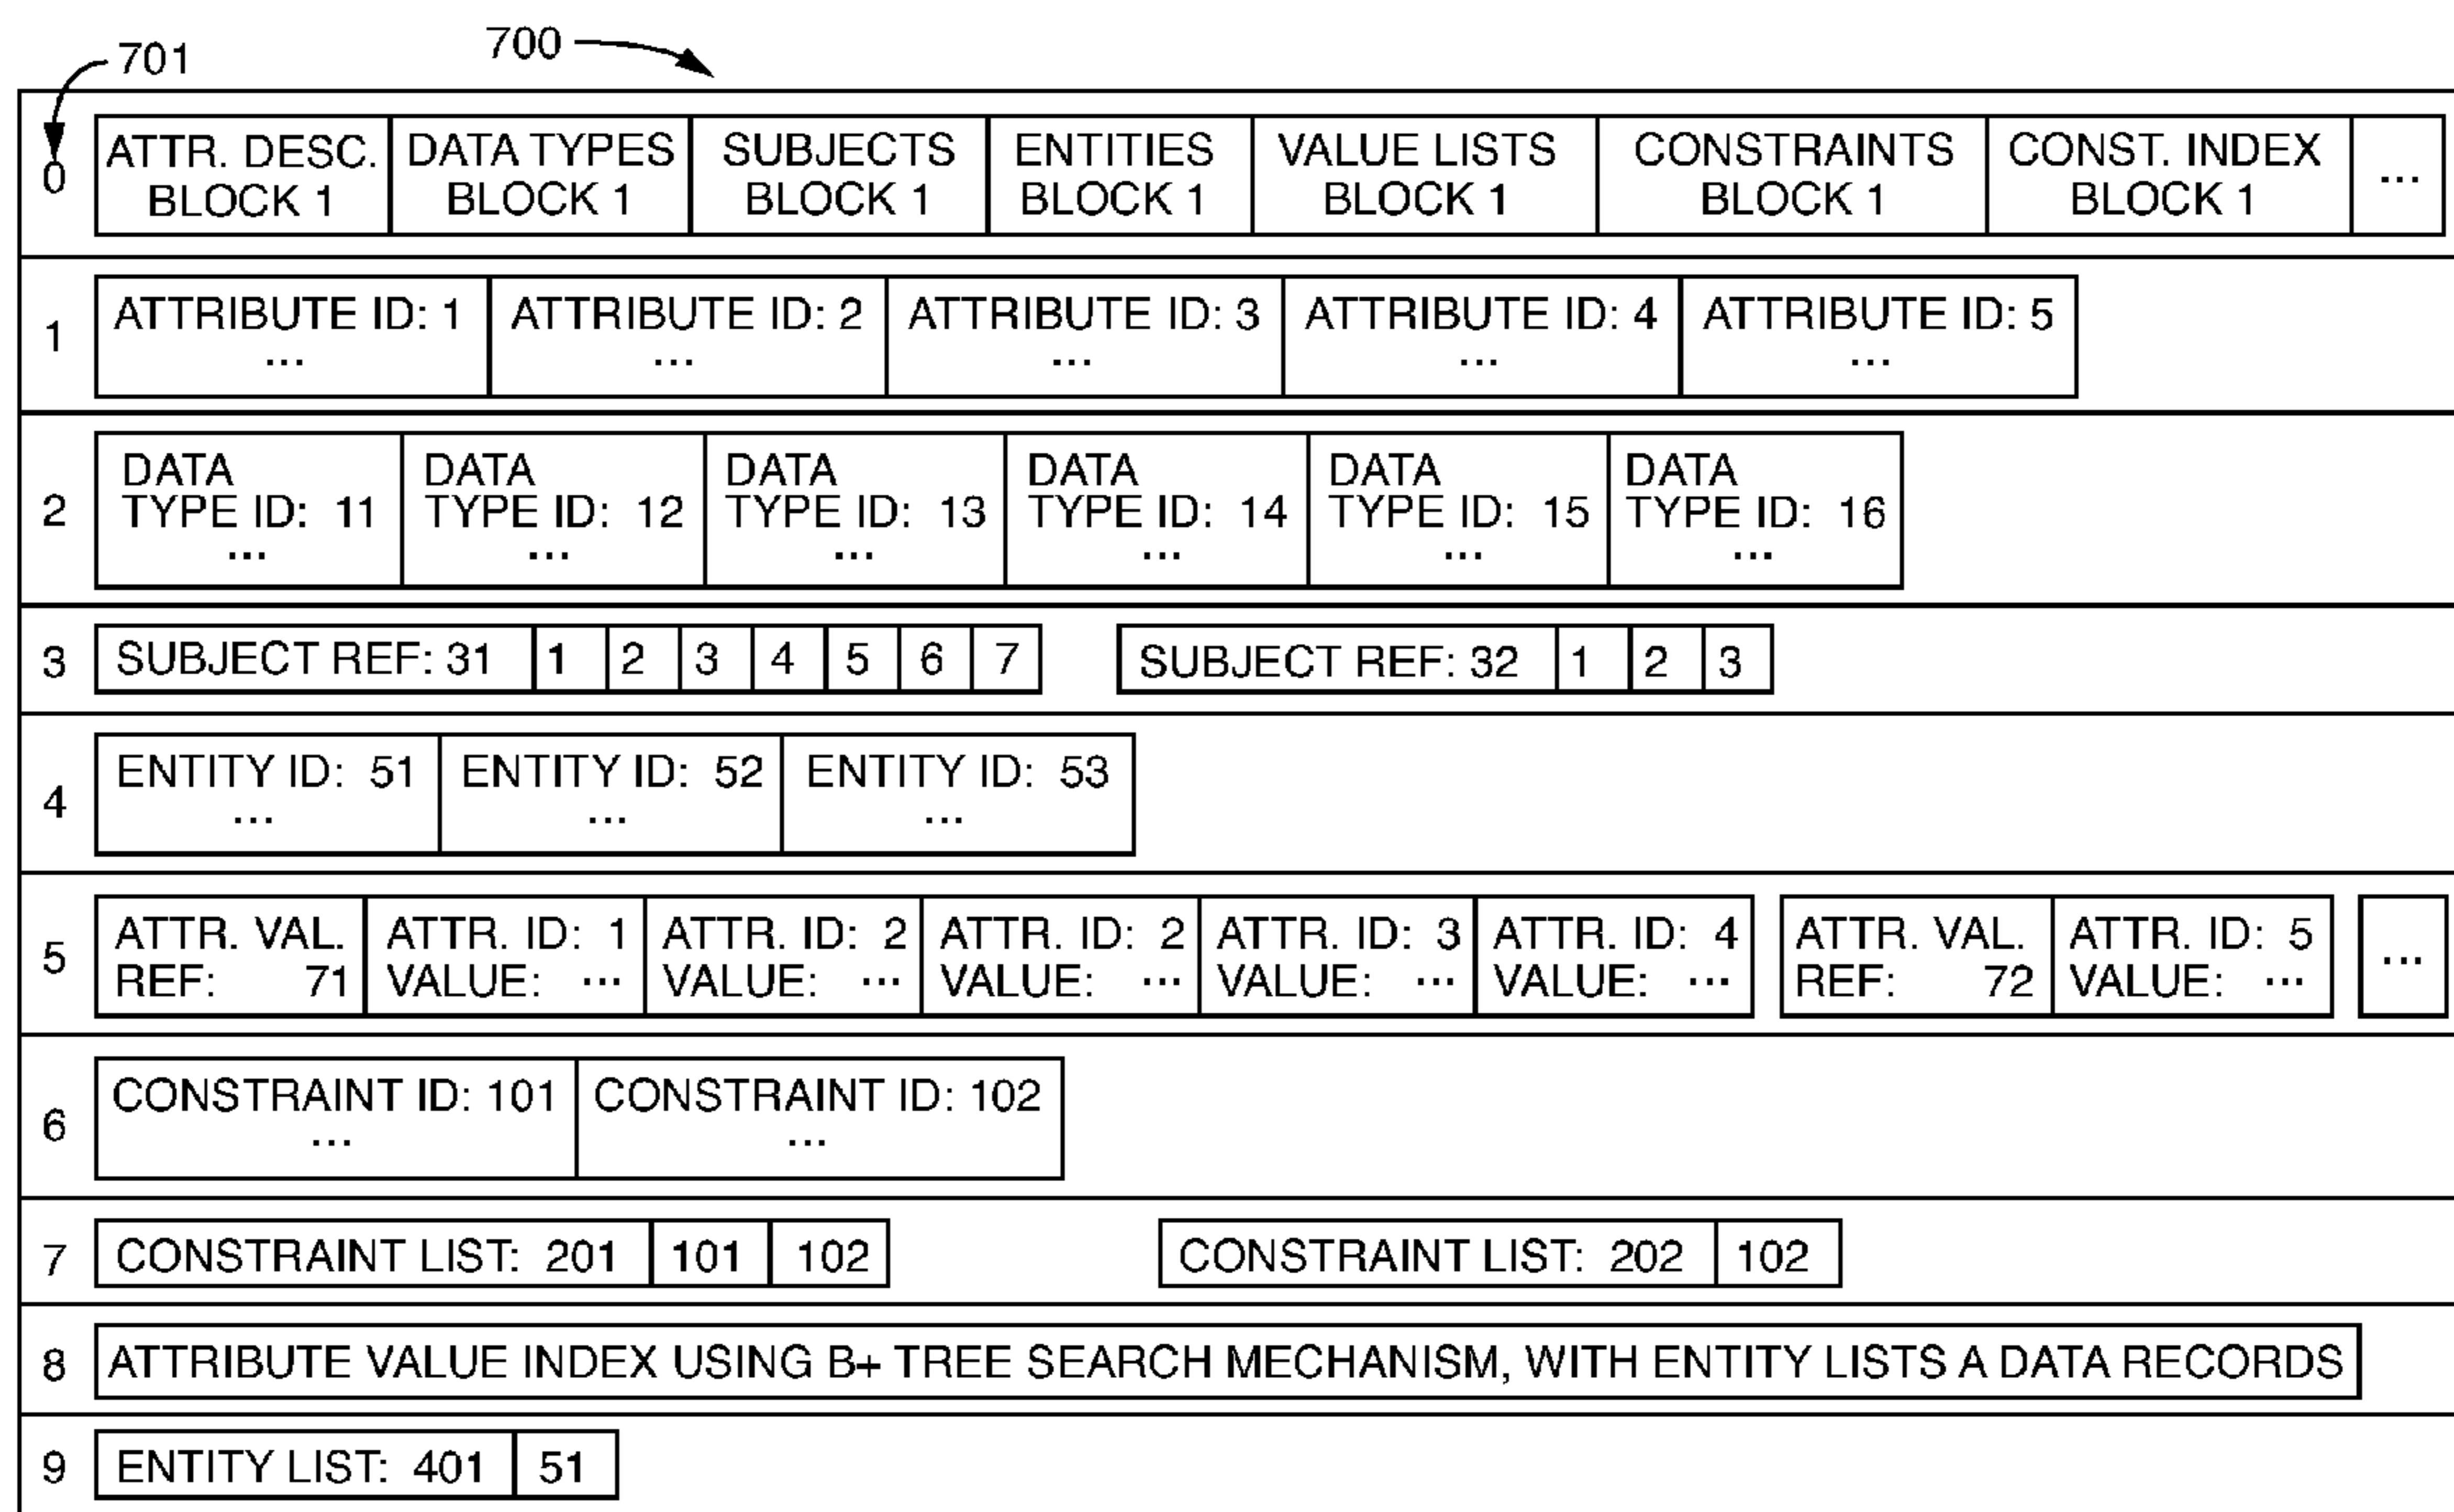 701
700
0
ATTR. DESC. BLOCK 1
DATA TYPES BLOCK 1
SUBJECTS BLOCK 1
ENTITIES BLOCK 1
VALUE LISTS BLOCK 1
CONSTRAINTS BLOCK 1
CONST. INDEX BLOCK 1
...
1
ATTRIBUTE ID: 1
...
ATTRIBUTE ID: 2
...
ATTRIBUTE ID: 3
...
ATTRIBUTE ID: 4
...
ATTRIBUTE ID: 5
...
2
DATA
TYPE ID: 11
...
DATA
TYPE ID: 12
...
DATA
TYPE ID: 13
...
DATA
TYPE ID: 14
...
DATA
TYPE ID: 15
...
DATA
TYPE ID: 16
...
3
SUBJECT REF: 31 1 2 3 4 5 6 7
SUBJECT REF: 32 1 2 3
4
ENTITY ID: 51
...
ENTITY ID: 52
...
ENTITY ID: 53
...
5
ATTR. VAL.
REF: 71
ATTR. ID: 1
VALUE: ...
ATTR. ID: 2
VALUE: ...
ATTR. ID: 2
VALUE: ...
ATTR. ID: 3
VALUE: ...
ATTR. ID: 4
VALUE: ...
ATTR. VAL.
REF: 72
ATTR. ID: 5
VALUE: ...
...
6
CONSTRAINT ID: 101
...
CONSTRAINT ID: 102
...
7
CONSTRAINT LIST: 201 101 102
CONSTRAINT LIST: 202 102
8
ATTRIBUTE VALUE INDEX USING B+ TREE SEARCH MECHANISM, WITH ENTITY LISTS A DATA RECORDS
9
ENTITY LIST: 401 51